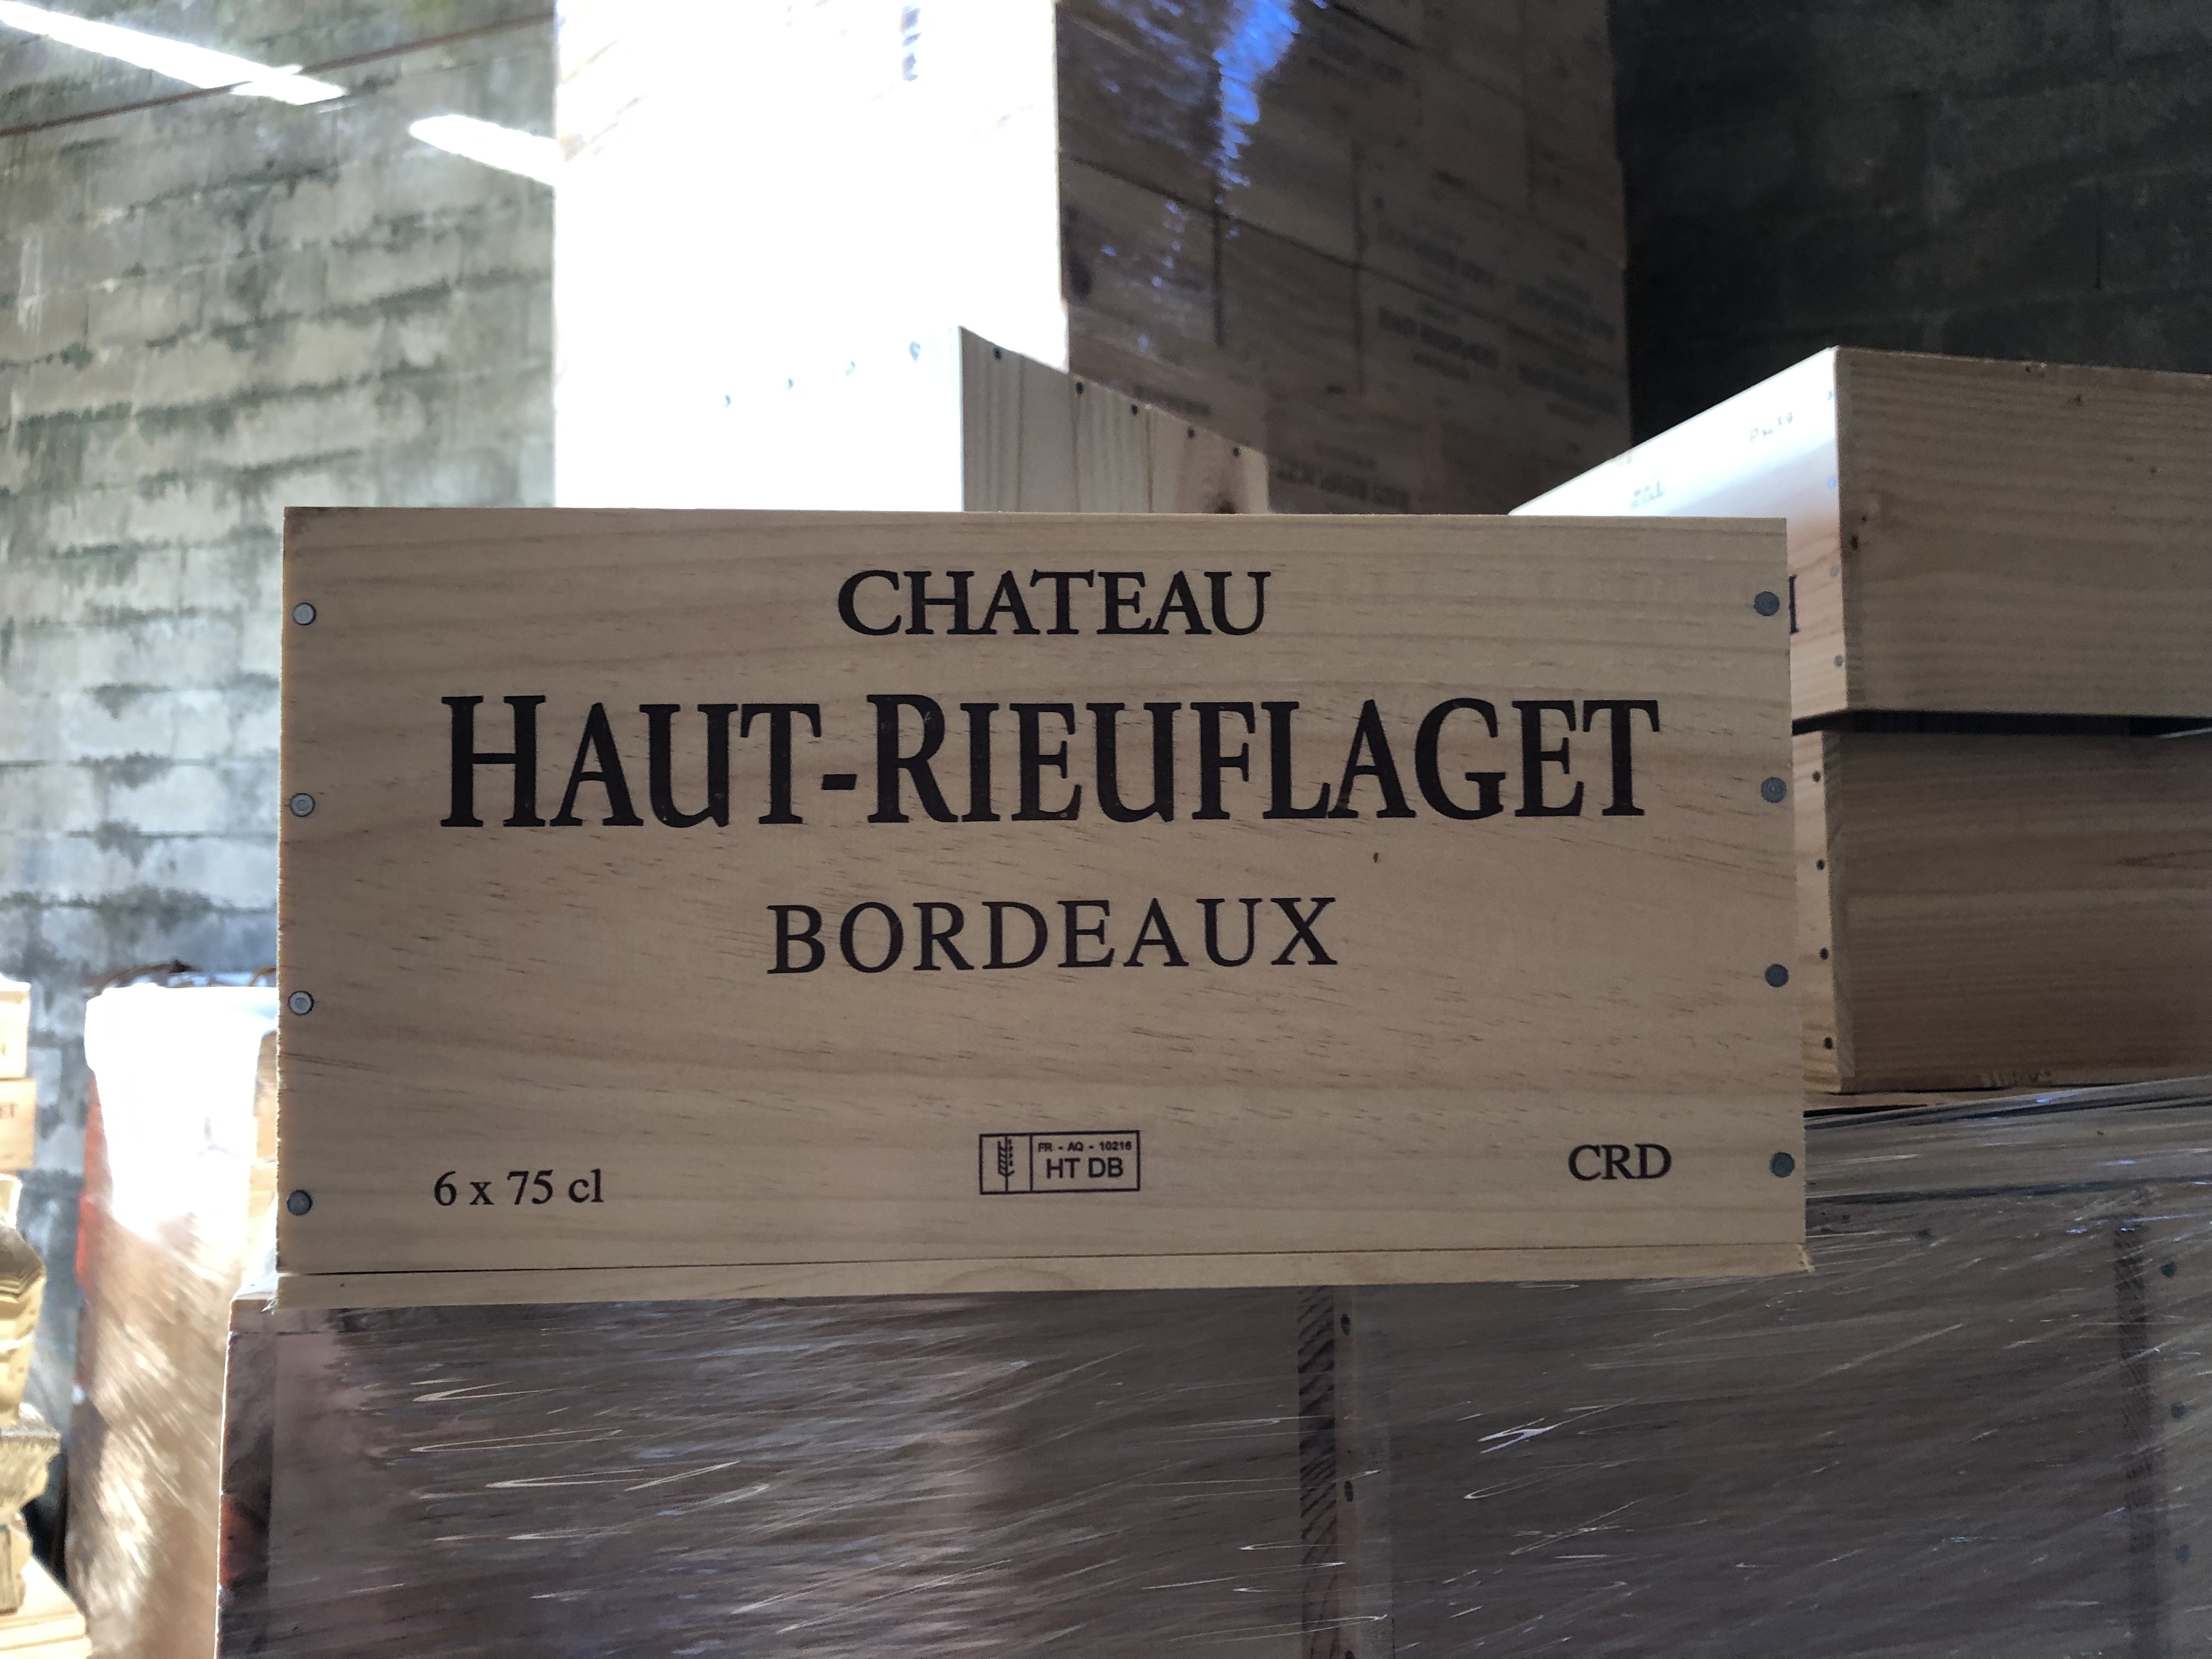 CHATEAU
HAUT-RIEUFLAGET
BORDEAUX
6 x 75 cl
FR - AQ - 10216
HT DB
CRD